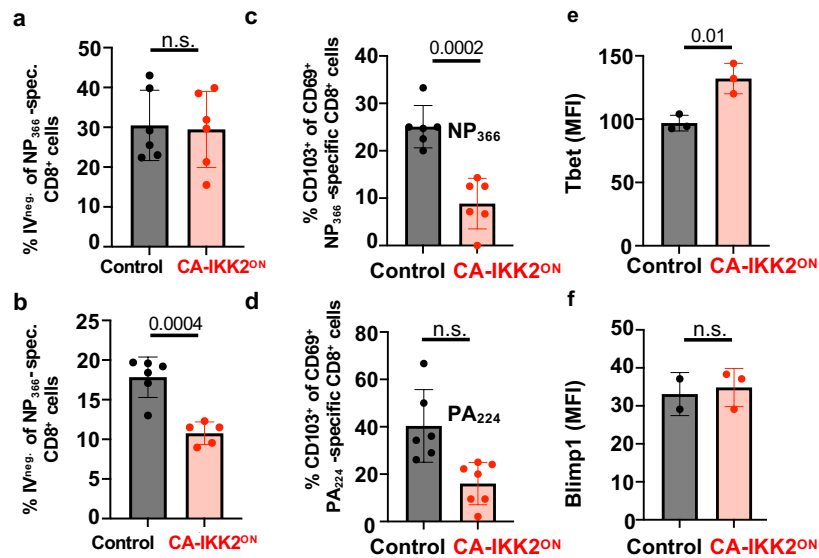 a
n.s.
% IVneg. of NP366 -spec.
CD8+ cells
50
40
30
20
10
0
Control CA-IKK2ON
b
0.0004
% IVneg. of NP366- spec.
CD8+ cells
25
20
15
10
5
0
Control CA-IKK2ON
c
0.0002
NP366
% CD103+ of CD69+
NP366 -specific CD8+ cells
40
30
20
10
0
Control CA-IKK2ON
d
n.s.
PA224
% CD103+ of CD69+
PA224 -specific CD8+ cells
80
60
40
20
0
Control CA-IKK2ON
e
0.01
Tbet (MFI)
150
100
50
0
Control CA-IKK2ON
f
n.s.
Blimp1 (MFI)
50
40
30
20
10
0
Control CA-IKK2ON